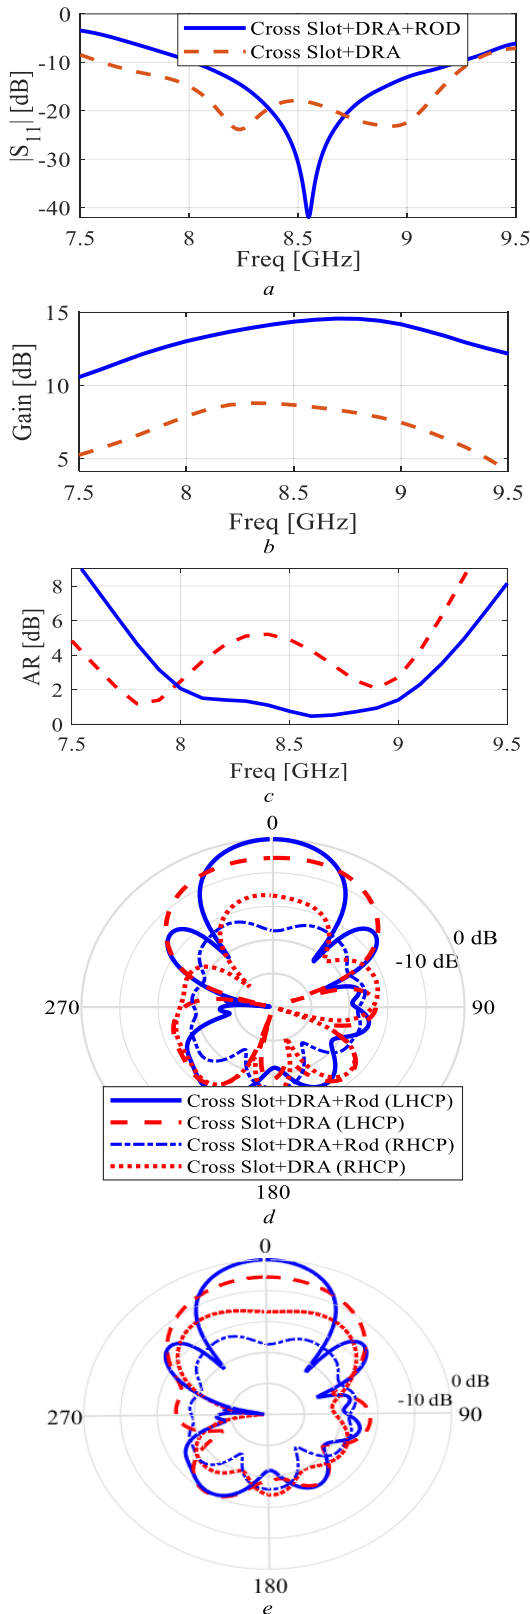 0
-10
-20
-30
-40
|S11| [dB]
Cross Slot+DRA+ROD
Cross Slot+DRA
7.5 8 8.5 9 9.5
Freq [GHz]
a
15
10
5
Gain [dB]
7.5 8 8.5 9 9.5
Freq [GHz]
b
8
6
4
2
0
AR [dB]
7.5 8 8.5 9 9.5
Freq [GHz]
c
0
0 dB
-10 dB
270 90
Cross Slot+DRA+Rod (LHCP)
Cross Slot+DRA (LHCP)
Cross Slot+DRA+Rod (RHCP)
Cross Slot+DRA (RHCP)
180
d
0
0 dB
-10 dB
270 90
180
e